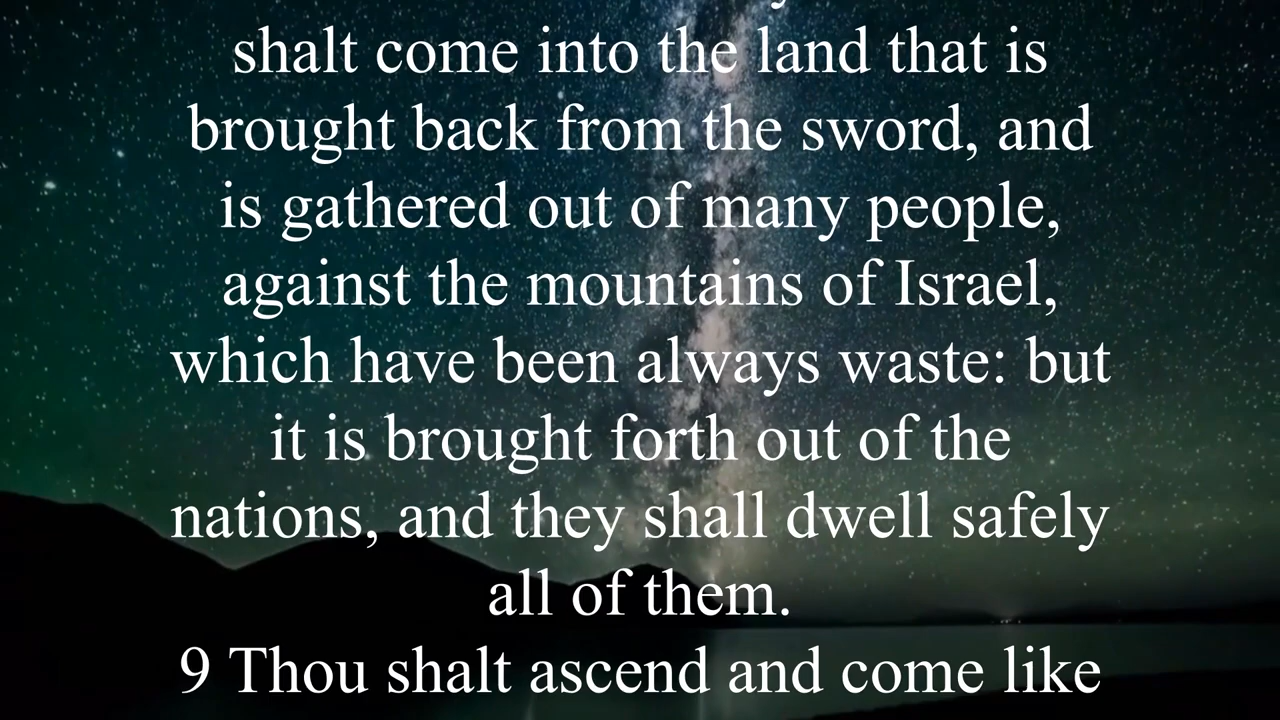 shalt come into the land that is
brought back from the sword, and
is gathered out of many people,
against the mountains of Israel,
which have been always waste: but
it is brought forth out of the
nations, and they shall dwell safely
all of them.
9 Thou shalt ascend and come like